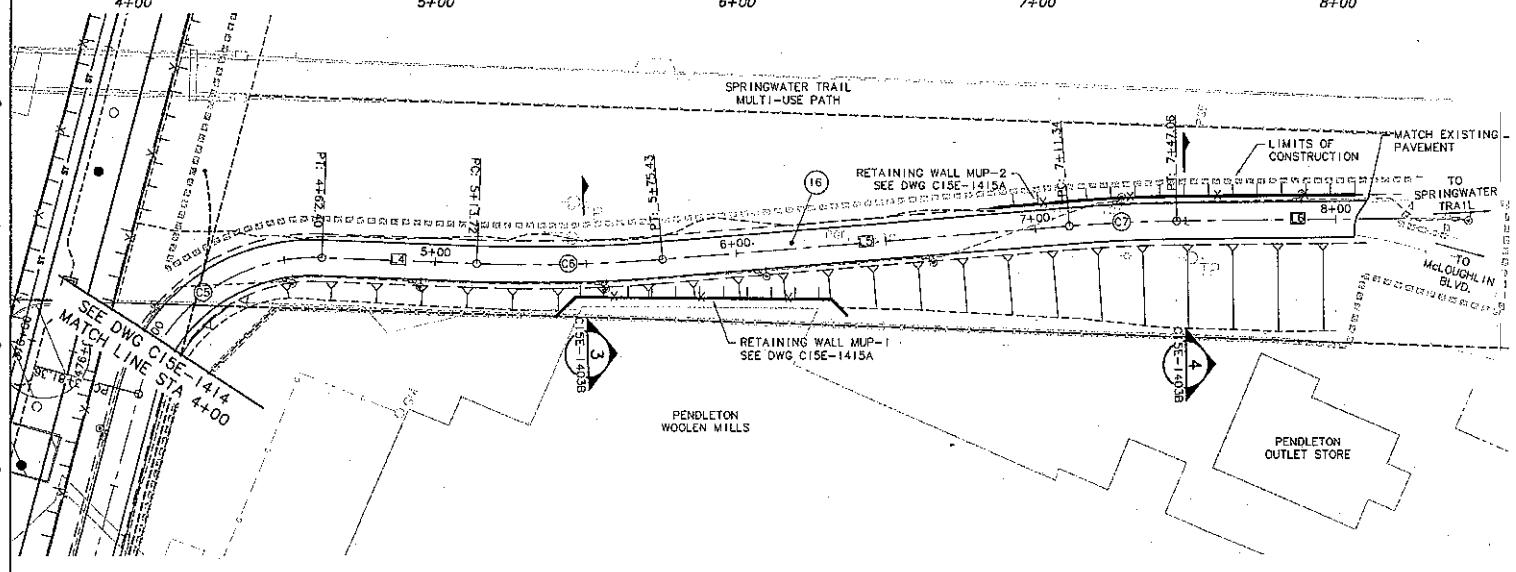 4+00 5+00 6+00 7+00 8+00
SPRINGWATER TRAIL
MULTI-USE PATH
MATCH EXISTING
PAVEMENT
LIMITS OF
CONSTRUCTION
RETAINING WALL MUP-2
SEE DWG C15E-1415A
TO
SPRINGWATER
TRAIL
TO
McLOUGHLIN
BLVD.
PT: 4+62.40
PC: 5+13.72
PT: 5+75.43
PC: 7+11.34
PT: 7+47.06
16
C5
L4
5+00
C6
6+00
L5
7+00
C7
L6
8+00
TP
SEE DWG C15E-1414
MATCH LINE STA 4+00
RETAINING WALL MUP-1
SEE DWG C15E-1415A
3
C15E-1403B
4
C15E-1403B
PENDLETON
WOOLEN MILLS
PENDLETON
OUTLET STORE